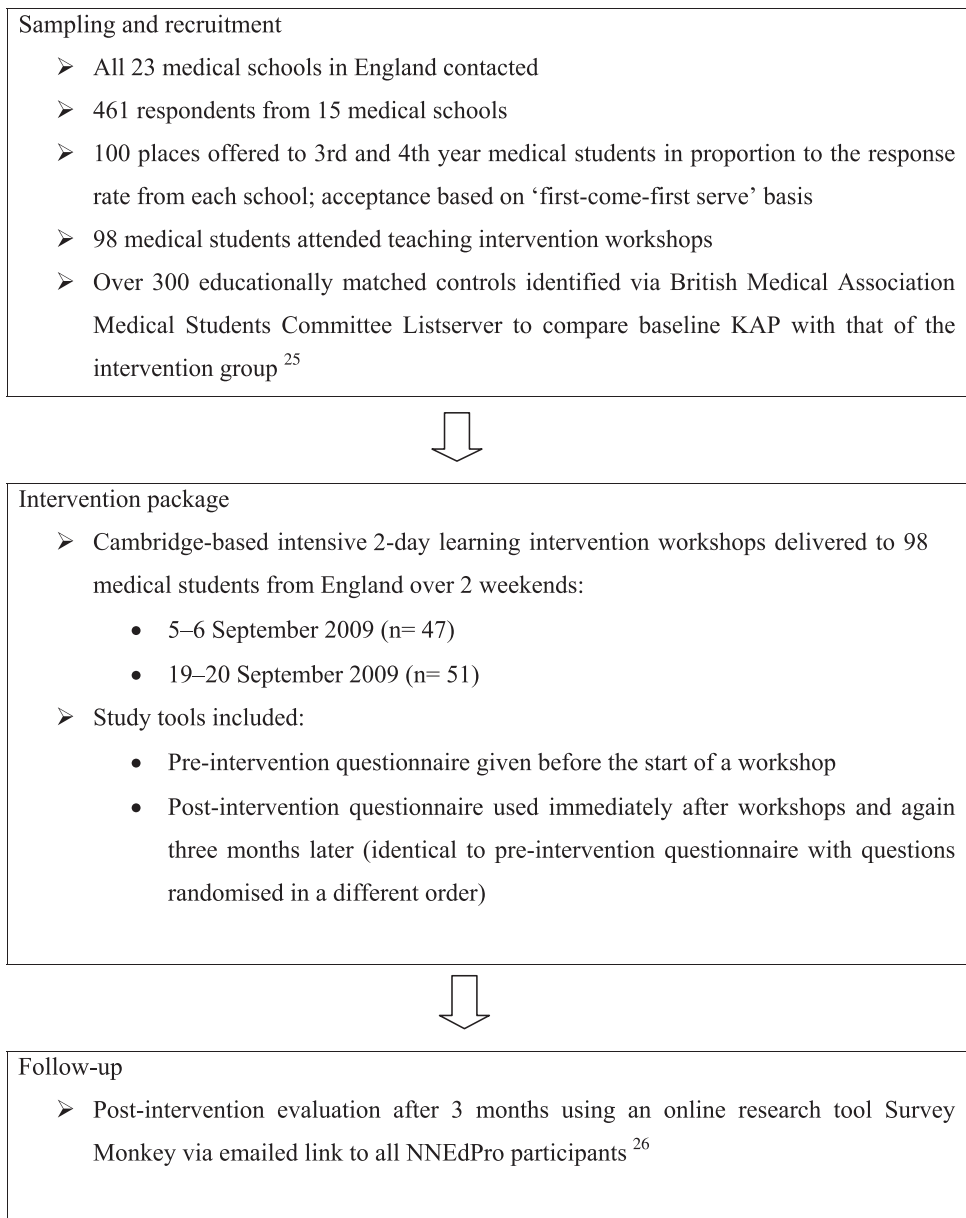 Sampling and recruitment
➢ All 23 medical schools in England contacted
➢ 461 respondents from 15 medical schools
➢ 100 places offered to 3rd and 4th year medical students in proportion to the response
rate from each school; acceptance based on ‘first-come-first serve’ basis
➢ 98 medical students attended teaching intervention workshops
➢ Over 300 educationally matched controls identified via British Medical Association
Medical Students Committee Listserver to compare baseline KAP with that of the
intervention group 25
Intervention package
➢ Cambridge-based intensive 2-day learning intervention workshops delivered to 98
medical students from England over 2 weekends:
• 5–6 September 2009 (n= 47)
• 19–20 September 2009 (n= 51)
➢ Study tools included:
• Pre-intervention questionnaire given before the start of a workshop
• Post-intervention questionnaire used immediately after workshops and again
three months later (identical to pre-intervention questionnaire with questions
randomised in a different order)
Follow-up
➢ Post-intervention evaluation after 3 months using an online research tool Survey
Monkey via emailed link to all NNEdPro participants 26